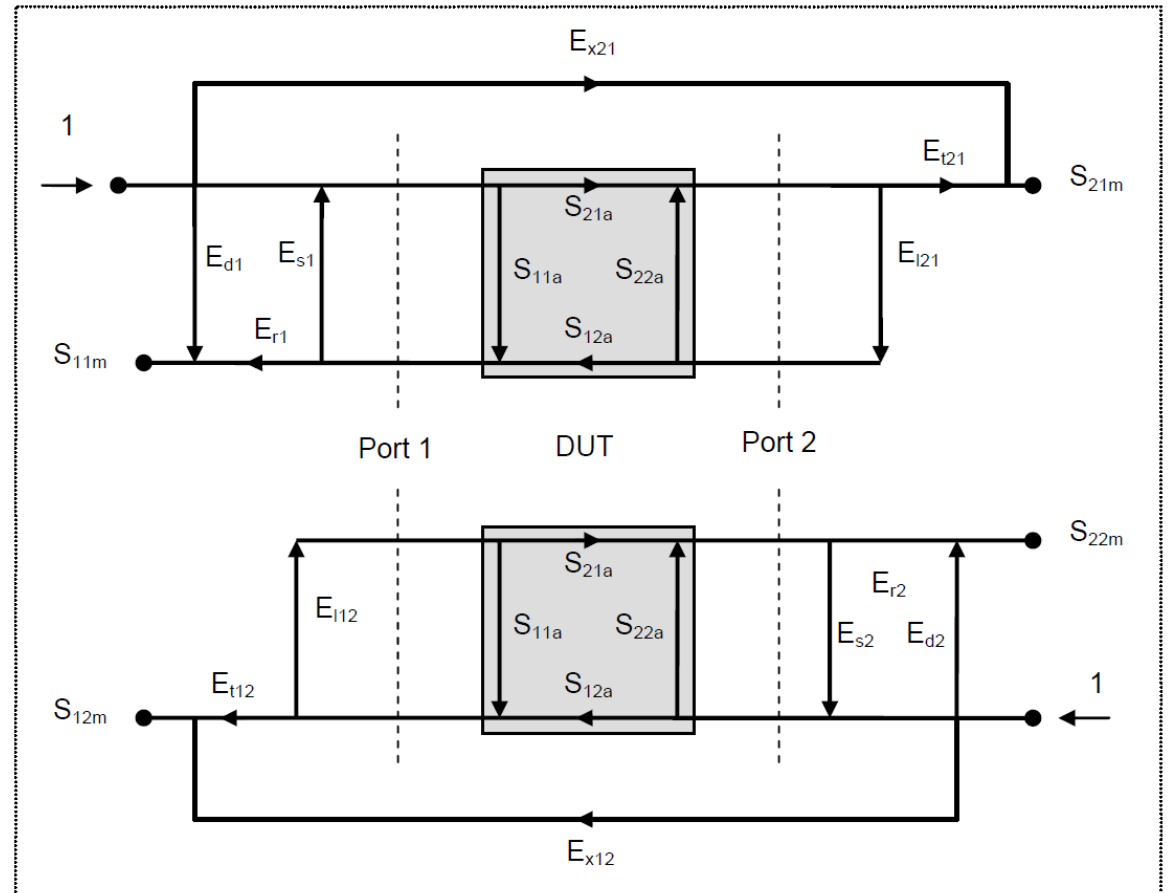 E_x21
1
E_t21
S_21m
S_21a
E_d1
E_s1
S_11a
S_22a
E_l21
E_r1
S_12a
S_11m
Port 1
DUT
Port 2
S_22m
S_21a
E_l12
S_11a
S_22a
E_r2
E_s2
E_d2
E_t12
S_12a
1
S_12m
E_x12